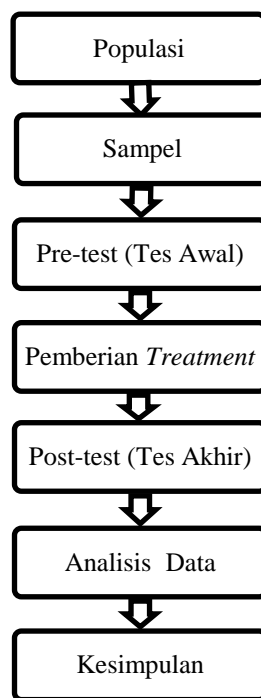 Populasi
Sampel
Pre-test (Tes Awal)
Pemberian Treatment
Post-test (Tes Akhir)
Analisis Data
Kesimpulan